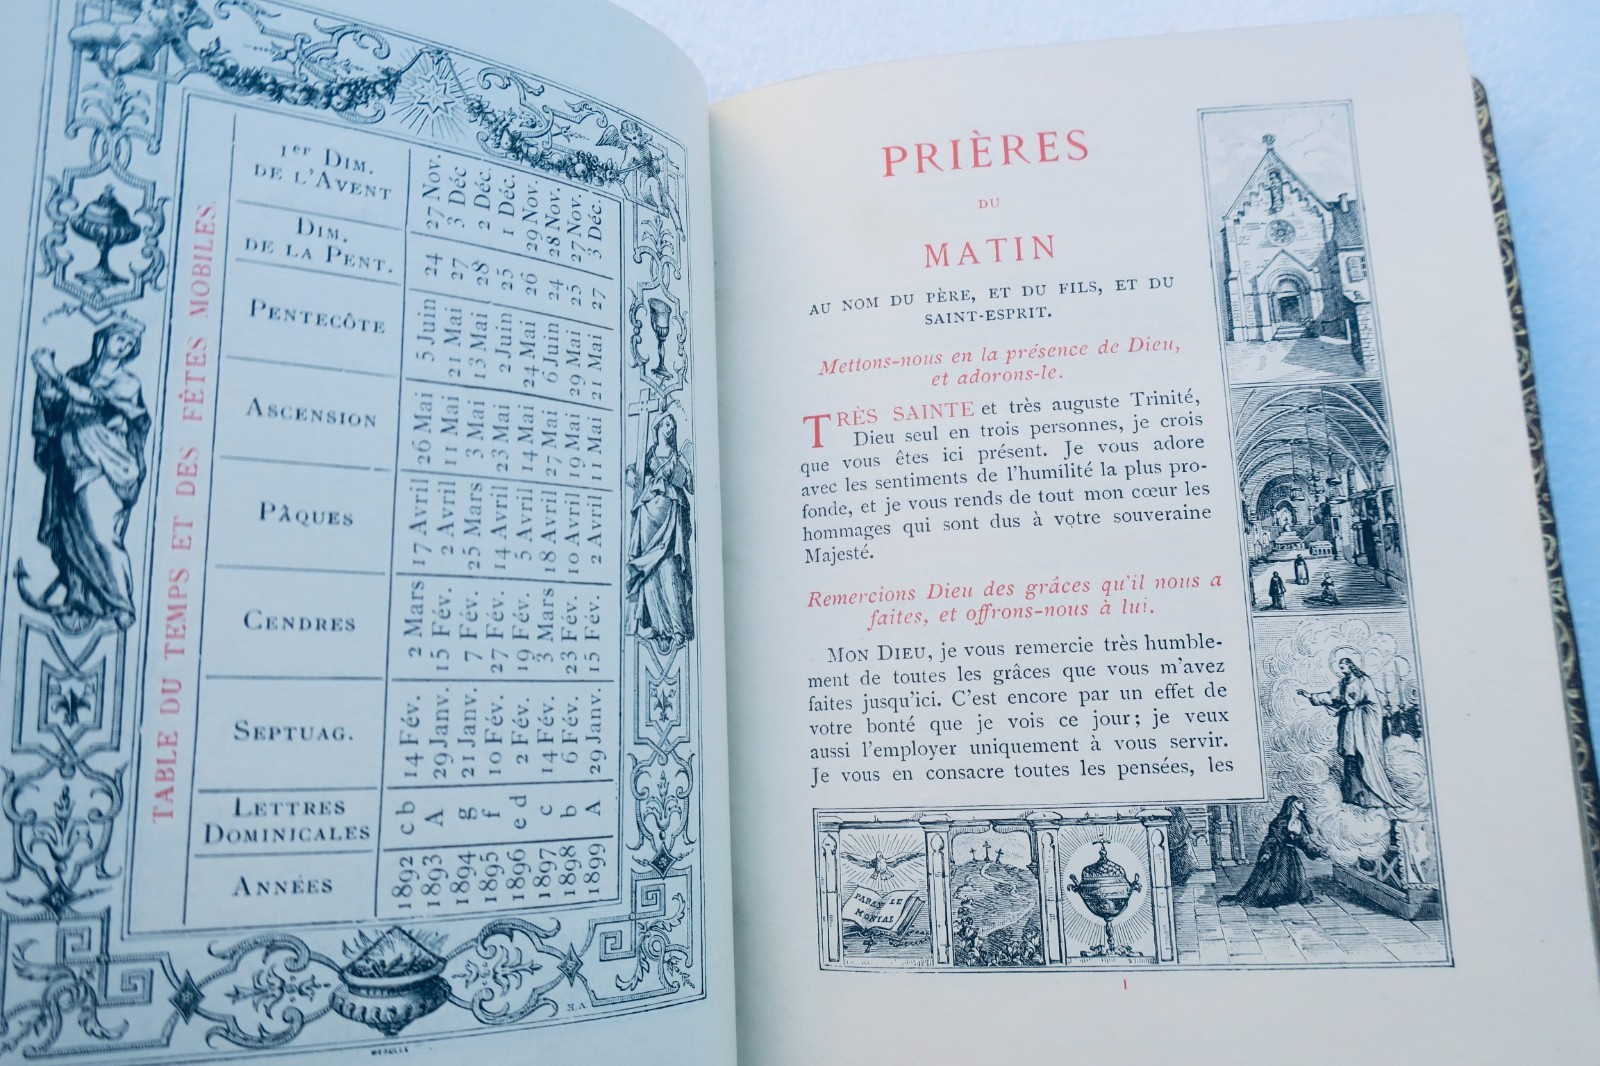 TABLE DU TEMPS ET DES FÊTES MOBILES.
1er DIM.
DE L'AVENT
DIM.
DE LA PENT.
PENTECÔTE
ASCENSION
PÂQUES
CENDRES
SEPTUAG.
LETTRES
DOMINICALES
ANNÉES
1892 c b 14 Fév. 2 Mars 17 Avril 26 Mai 5 Juin 24 27 Nov.
1893 A 29 Janv. 15 Fév. 2 Avril 11 Mai 21 Mai 27 3 Déc
1894 g 21 Janv. 7 Fév. 25 Mars 3 Mai 13 Mai 28 2 Déc.
1895 f 10 Fév. 27 Fév. 14 Avril 23 Mai 2 Juin 25 1 Déc.
1896 e d 2 Fév. 19 Fév. 5 Avril 14 Mai 24 Mai 26 29 Nov.
1897 c 14 Fév. 3 Mars 18 Avril 27 Mai 6 Juin 24 28 Nov.
1898 b 6 Fév. 23 Fév. 10 Avril 19 Mai 29 Mai 25 27 Nov.
1899 A 29 Janv. 15 Fév. 2 Avril 11 Mai 21 Mai 27 3 Déc.
PRIÈRES
DU
MATIN
AU NOM DU PÈRE, ET DU FILS, ET DU
SAINT-ESPRIT.
Mettons-nous en la présence de Dieu,
et adorons-le.
TRÈS SAINTE et très auguste Trinité,
Dieu seul en trois personnes, je crois
que vous êtes ici présent. Je vous adore
avec les sentiments de l'humilité la plus pro-
fonde, et je vous rends de tout mon cœur les
hommages qui sont dus à votre souveraine
Majesté.
Remercions Dieu des grâces qu'il nous a
faites, et offrons-nous à lui.
MON DIEU, je vous remercie très humble-
ment de toutes les grâces que vous m'avez
faites jusqu'ici. C'est encore par un effet de
votre bonté que je vois ce jour; je veux
aussi l'employer uniquement à vous servir.
Je vous en consacre toutes les pensées, les
PARAY LE
MONIAL
1